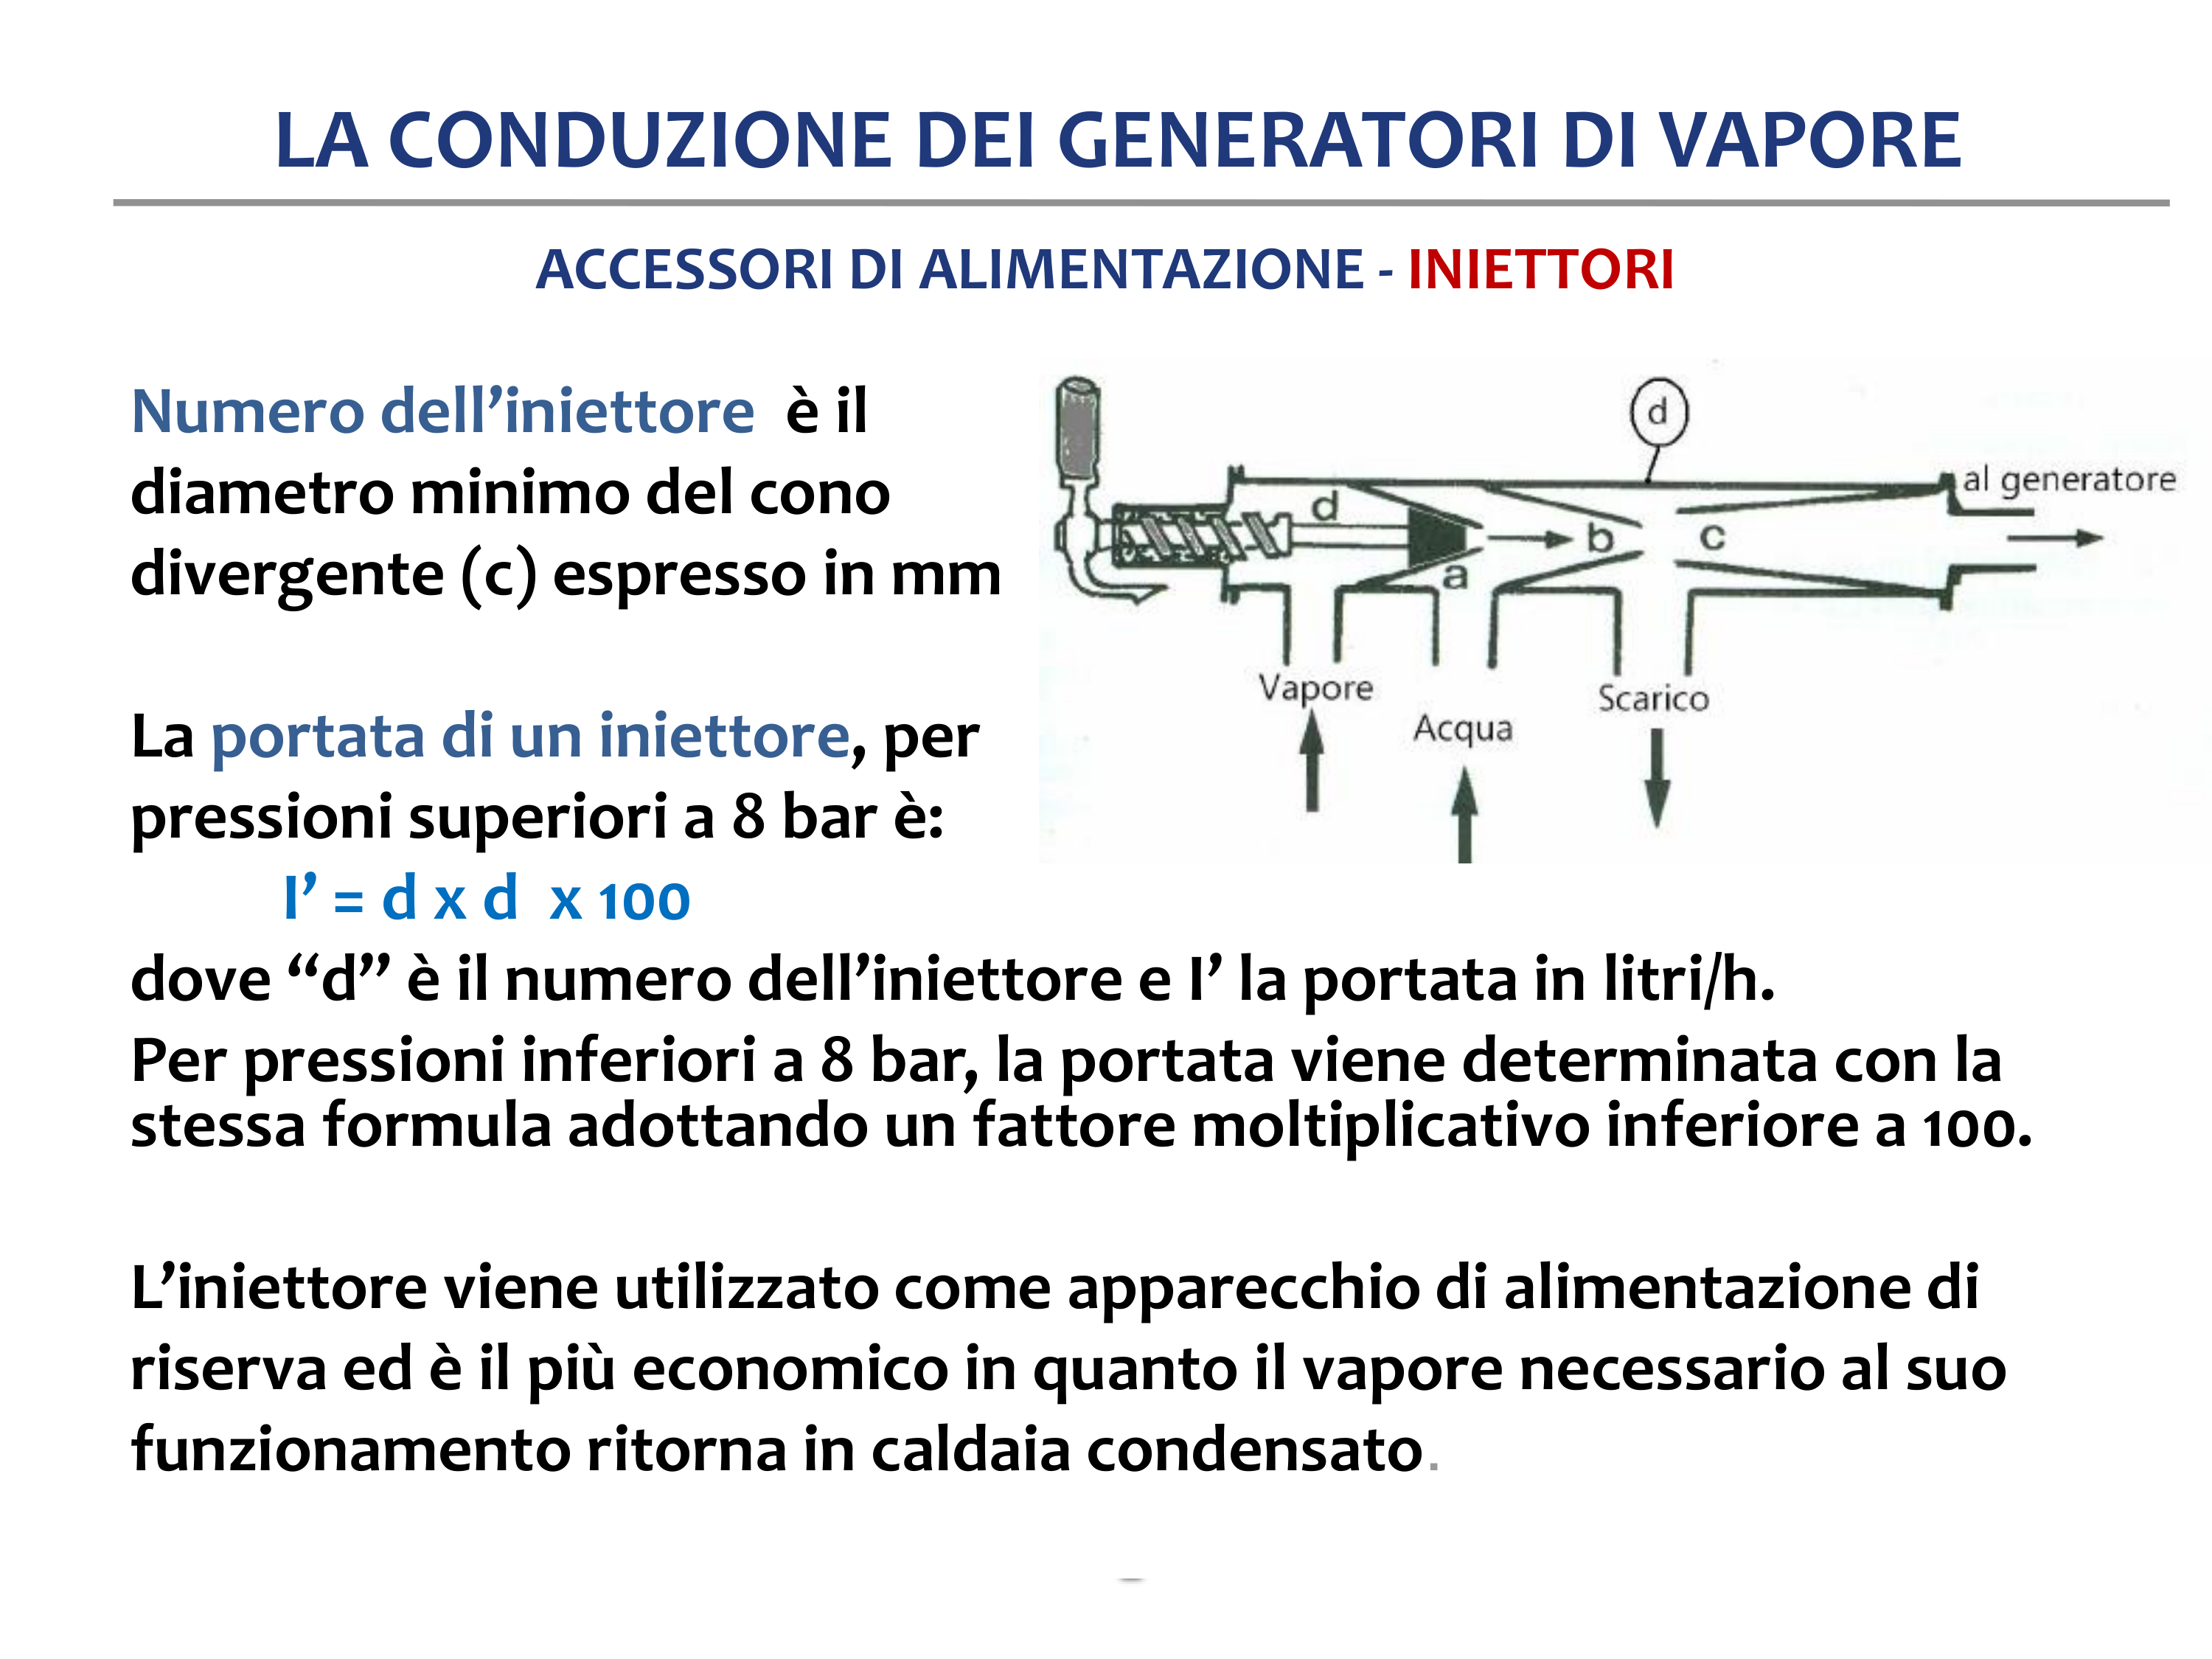 LA CONDUZIONE DEI GENERATORI DI VAPORE
ACCESSORI DI ALIMENTAZIONE - INIETTORI
Numero dell’iniettore è il
diametro minimo del cono
divergente (c) espresso in mm
La portata di un iniettore, per
pressioni superiori a 8 bar è:
I’ = d x d x 100
dove “d” è il numero dell’iniettore e I’ la portata in litri/h.
Per pressioni inferiori a 8 bar, la portata viene determinata con la
stessa formula adottando un fattore moltiplicativo inferiore a 100.
L’iniettore viene utilizzato come apparecchio di alimentazione di
riserva ed è il più economico in quanto il vapore necessario al suo
funzionamento ritorna in caldaia condensato.
d
al generatore
d
b
c
a
Vapore
Scarico
Acqua